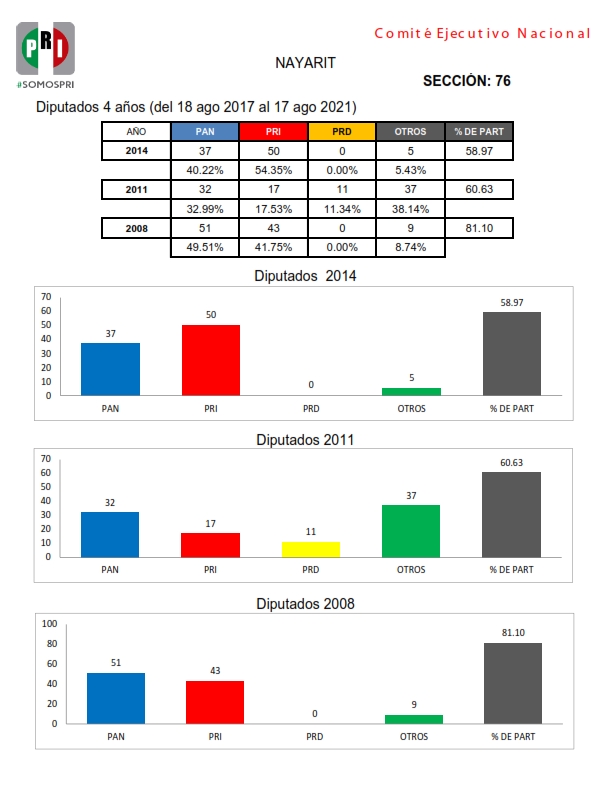 PRI
#SOMOSPRI
Comité Ejecutivo Nacional
NAYARIT
SECCIÓN: 76
Diputados 4 años (del 18 ago 2017 al 17 ago 2021)
AÑO PAN PRI PRD OTROS % DE PART
2014 37 50 0 5 58.97
40.22% 54.35% 0.00% 5.43%
2011 32 17 11 37 60.63
32.99% 17.53% 11.34% 38.14%
2008 51 43 0 9 81.10
49.51% 41.75% 0.00% 8.74%
Diputados 2014
70
60
50
40
30
20
10
0
37 50 0 5 58.97
PAN PRI PRD OTROS % DE PART
Diputados 2011
70
60
50
40
30
20
10
0
32 17 11 37 60.63
PAN PRI PRD OTROS % DE PART
Diputados 2008
100
80
60
40
20
0
51 43 0 9 81.10
PAN PRI PRD OTROS % DE PART